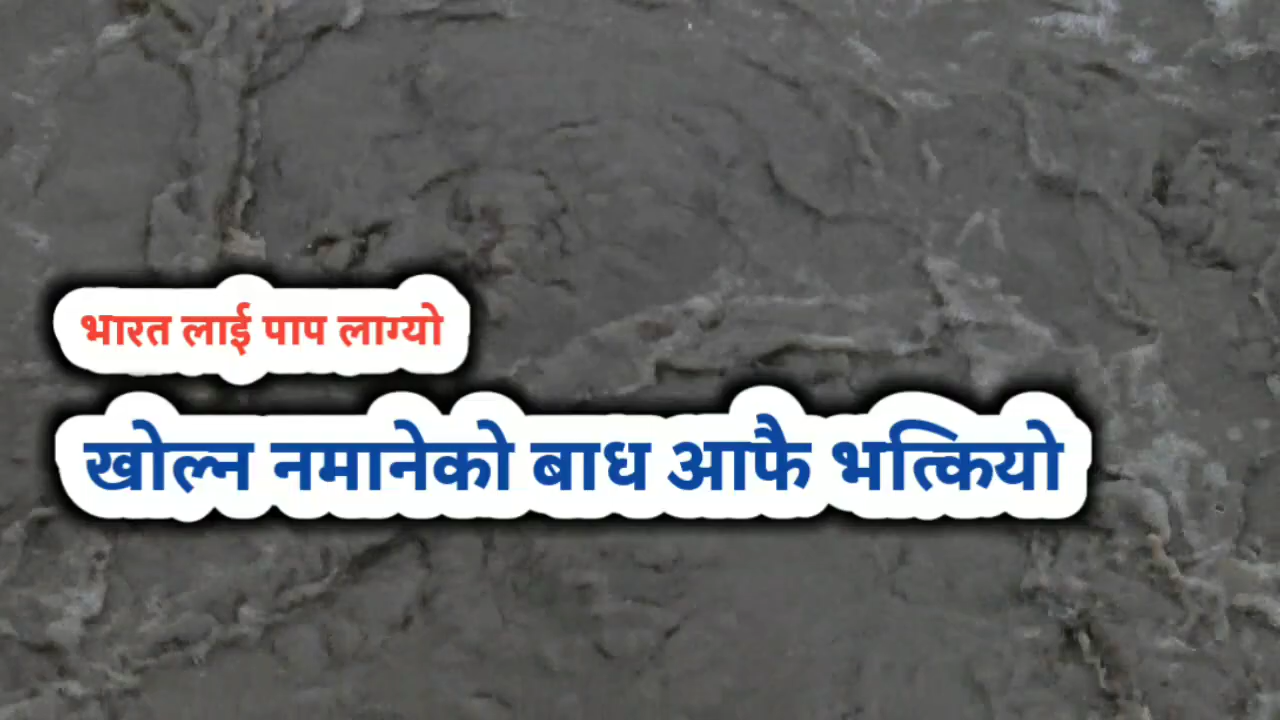 भारत लाई पाप लाग्यो
खोल्न नमानेको बाध आफै भत्कियो